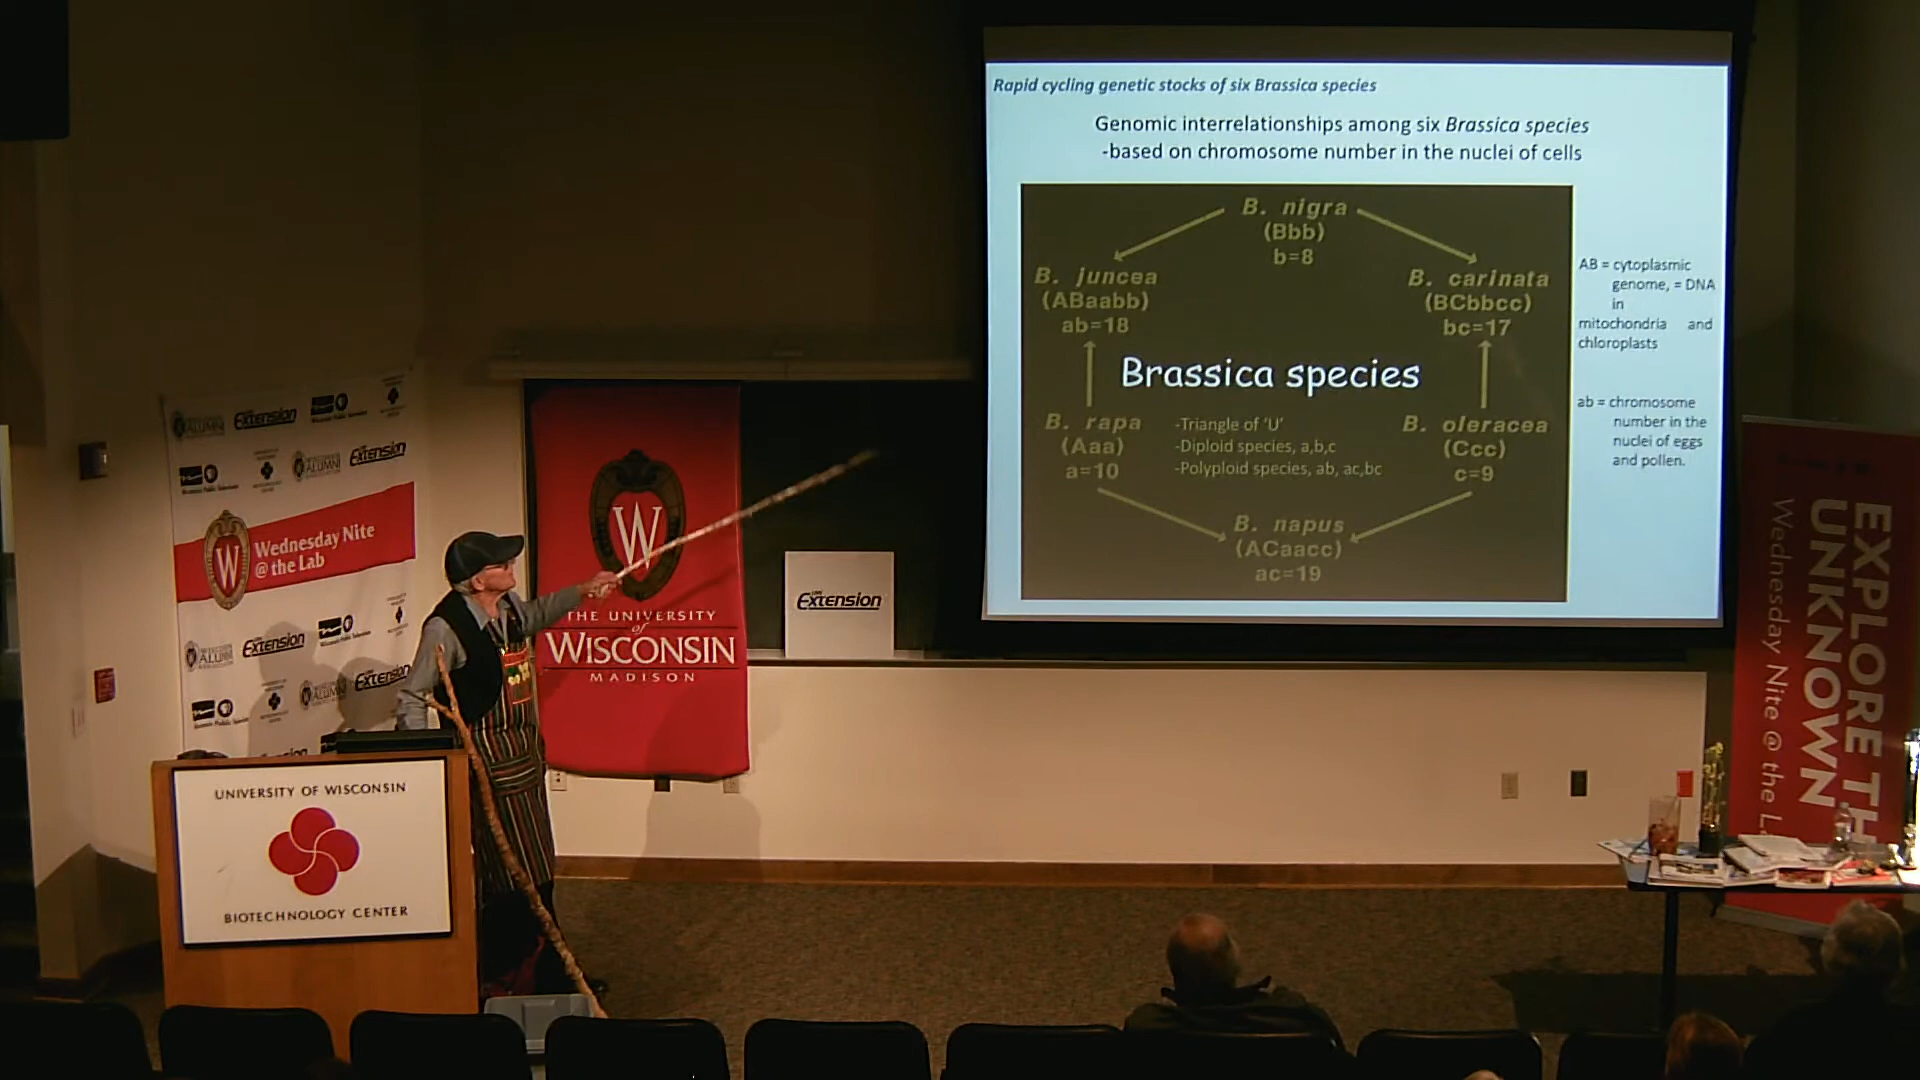 Rapid cycling genetic stocks of six Brassica species
Genomic interrelationships among six Brassica species
-based on chromosome number in the nuclei of cells
B. nigra
(Bbb)
b=8
B. juncea
(ABaabb)
ab=18
B. carinata
(BCbbcc)
bc=17
Brassica species
B. rapa
(Aaa)
a=10
-Triangle of 'U'
-Diploid species, a,b,c
-Polyploid species, ab, ac,bc
B. oleracea
(Ccc)
c=9
B. napus
(ACaacc)
ac=19
AB = cytoplasmic
genome, = DNA
in
mitochondria and
chloroplasts
ab = chromosome
number in the
nuclei of eggs
and pollen.
Extension
Extension
W
Wednesday Nite
@ the Lab
Extension
Extension
W
THE UNIVERSITY
of
WISCONSIN
MADISON
Extension
UNIVERSITY OF WISCONSIN
BIOTECHNOLOGY CENTER
EXPLORE TH
UNKNOWN
Wednesday Nite @ the L